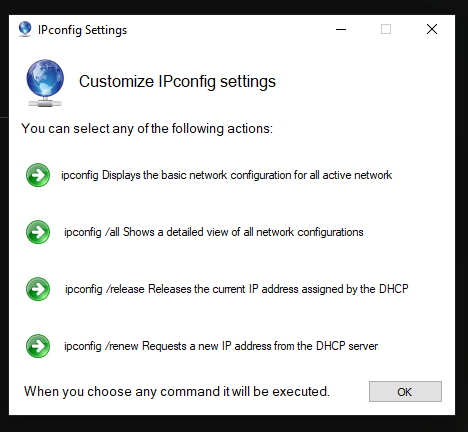 IPconfig Settings
Customize IPconfig settings
You can select any of the following actions:
ipconfig Displays the basic network configuration for all active network
ipconfig /all Shows a detailed view of all network configurations
ipconfig /release Releases the current IP address assigned by the DHCP
ipconfig /renew Requests a new IP address from the DHCP server
When you choose any command it will be executed.
OK